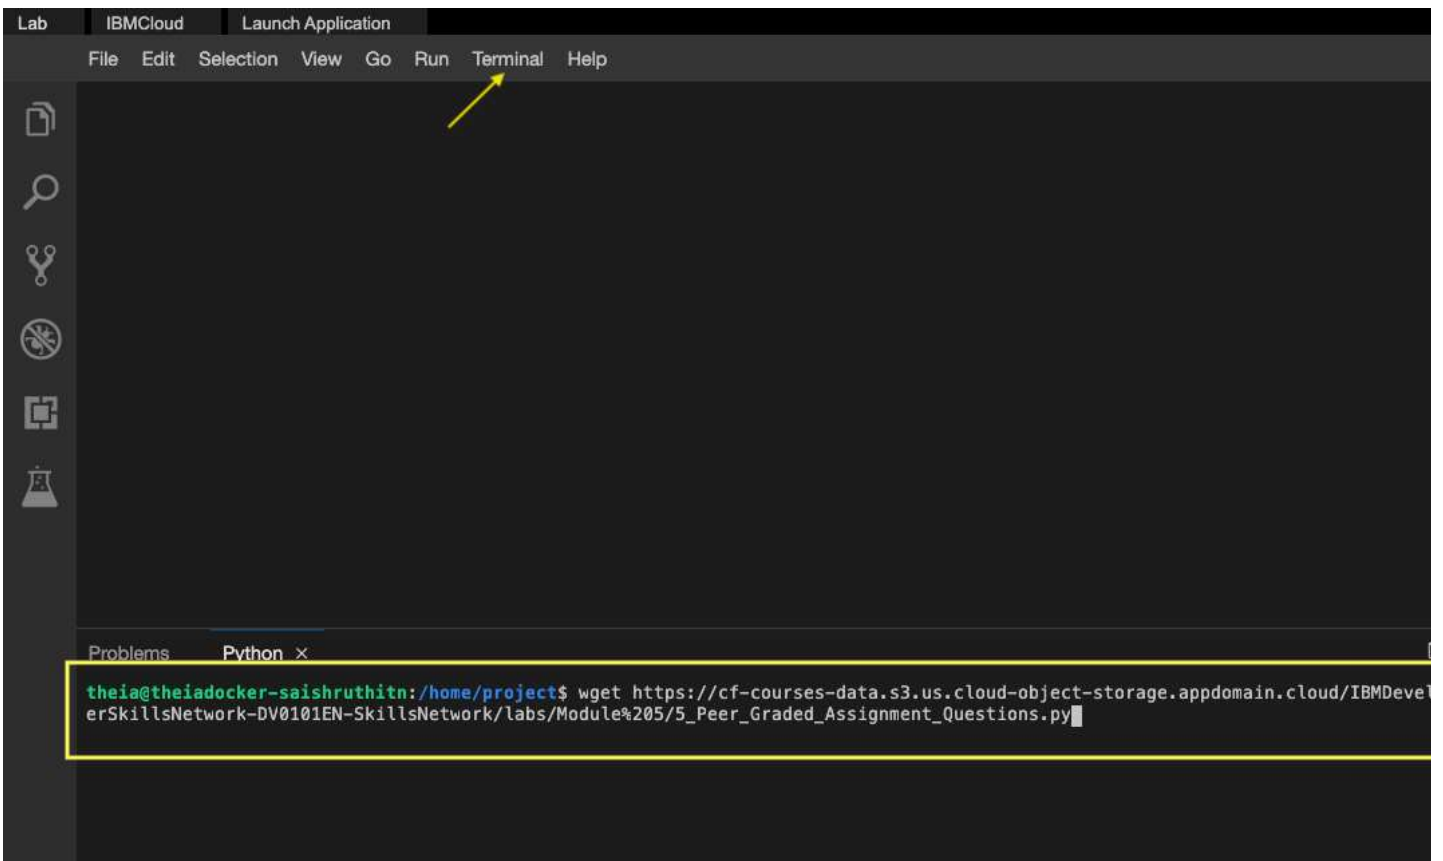 Lab IBMCloud Launch Application
File Edit Selection View Go Run Terminal Help
Problems Python ×
theia@theiadocker-saishruthitn:/home/project$ wget https://cf-courses-data.s3.us.cloud-object-storage.appdomain.cloud/IBMDevel
erSkillsNetwork-DV0101EN-SkillsNetwork/labs/Module%205/5_Peer_Graded_Assignment_Questions.py